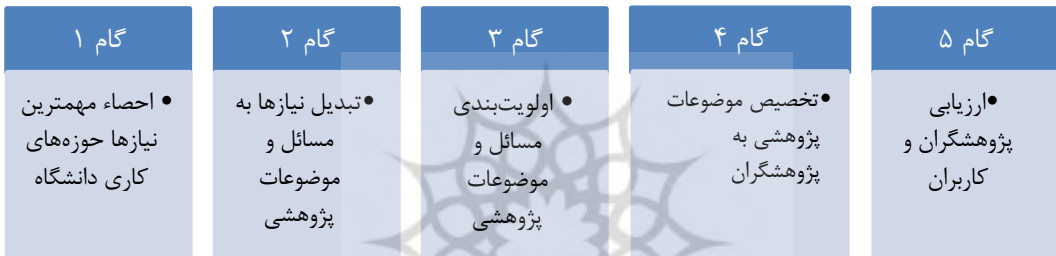 گام ۱
• احصاء مهمترین
نیازها حوزه‌های
کاری دانشگاه
گام ۲
•تبدیل نیازها به
مسائل و
موضوعات
پژوهشی
گام ۳
• اولویت‌بندی
مسائل و
موضوعات
پژوهشی
گام ۴
•تخصیص موضوعات
پژوهشی به
پژوهشگران
گام ۵
•ارزیابی
پژوهشگران و
کاربران